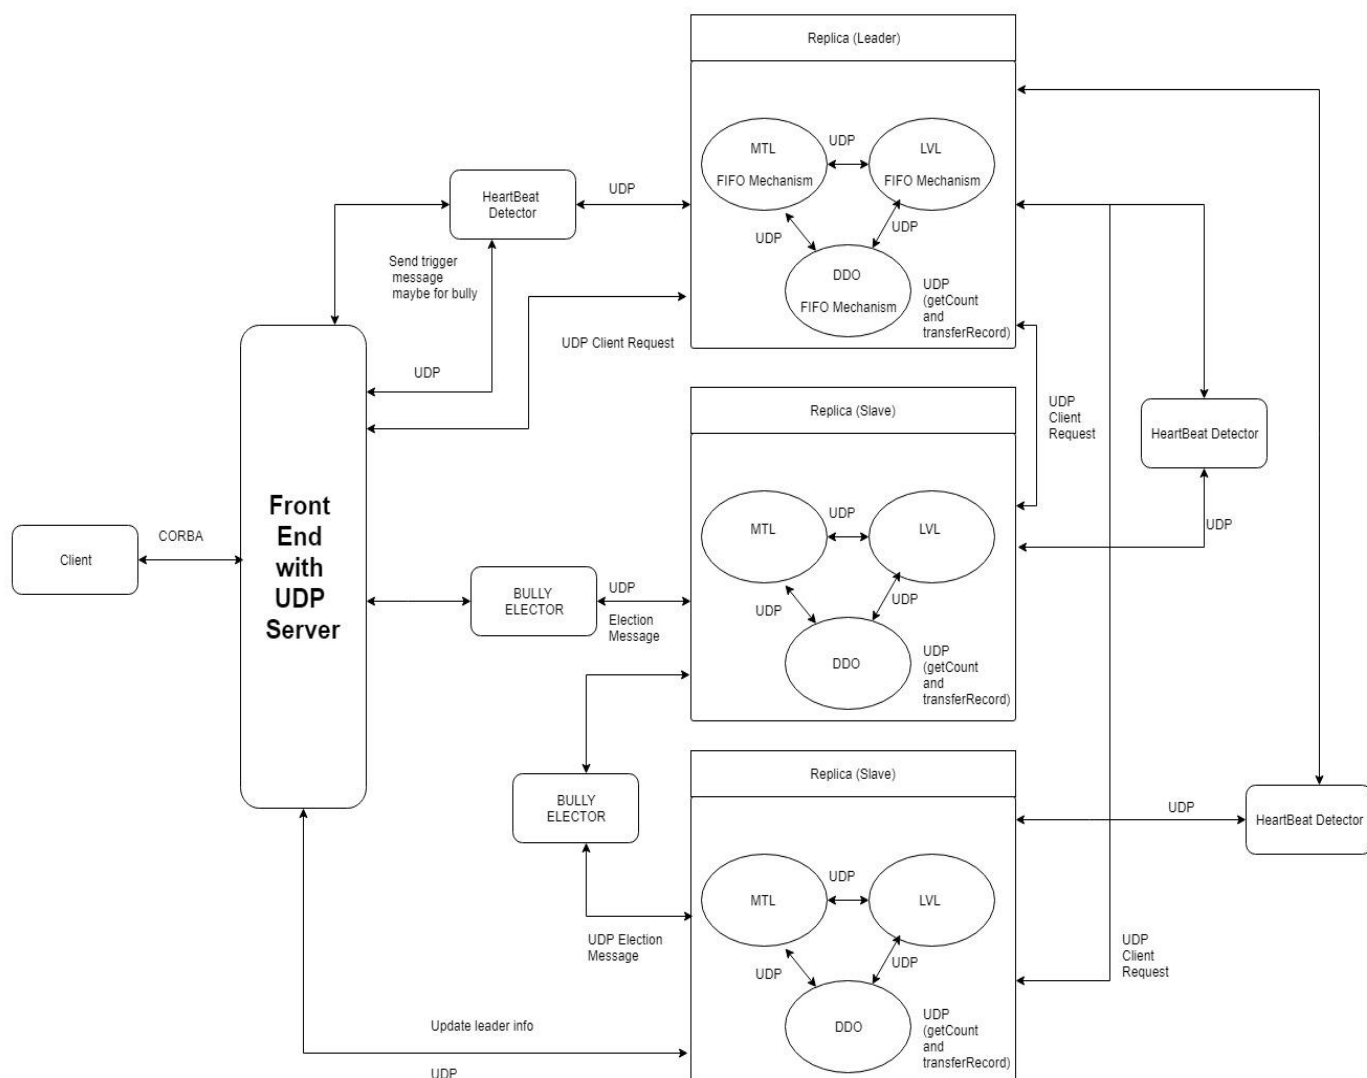 Replica (Leader)
MTL
FIFO Mechanism
UDP
LVL
FIFO Mechanism
UDP
UDP
DDO
FIFO Mechanism
UDP
(getCount
and
transferRecord)
HeartBeat
Detector
UDP
Send trigger
message
maybe for bully
UDP
UDP Client Request
Replica (Slave)
MTL
UDP
LVL
UDP
UDP
DDO
UDP
(getCount
and
transferRecord)
UDP
Client
Request
HeartBeat Detector
UDP
Client
CORBA
Front
End
with
UDP
Server
BULLY
ELECTOR
UDP
Election
Message
BULLY
ELECTOR
UDP Election
Message
Replica (Slave)
MTL
UDP
LVL
UDP
UDP
DDO
UDP
(getCount
and
transferRecord)
UDP
HeartBeat Detector
UDP
Client
Request
Update leader info
UDP